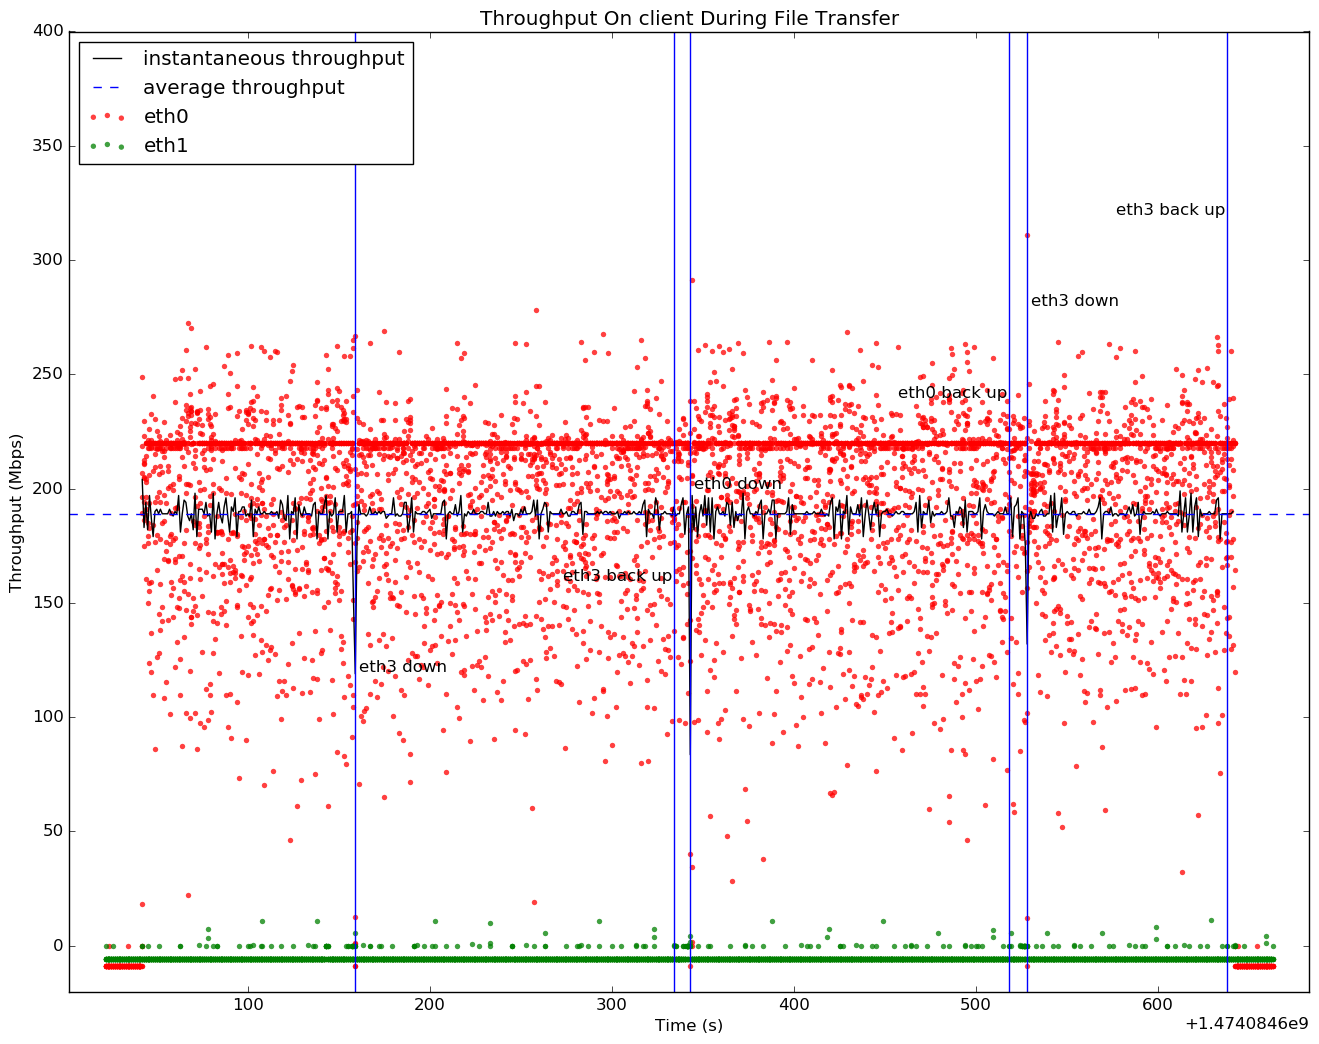 Throughput On client During File Transfer
400
350
300
250
200
150
100
50
0
Throughput (Mbps)
instantaneous throughput
average throughput
eth0
eth1
eth3 back up
eth3 down
eth0 back up
eth0 down
eth3 back up
eth3 down
100
200
300
400
500
600
Time (s)
+1.4740846e9